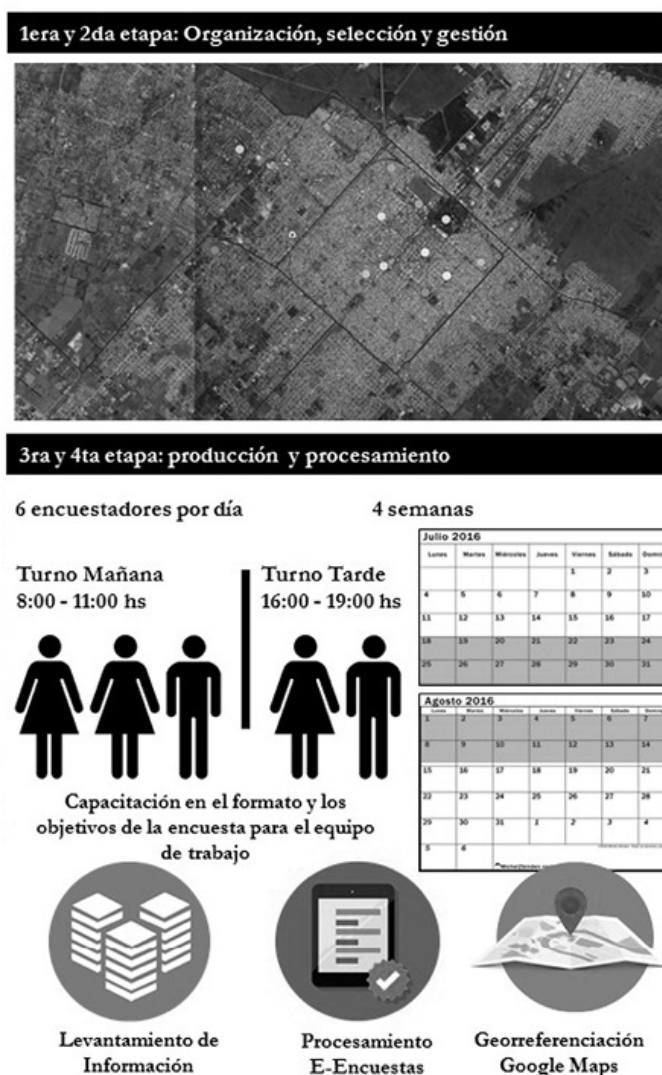 1era y 2da etapa: Organización, selección y gestión
3ra y 4ta etapa: producción y procesamiento
6 encuestadores por día
4 semanas
Turno Mañana
8:00 - 11:00 hs
Turno Tarde
16:00 - 19:00 hs
Julio 2016
Lunes Martes Miércoles Jueves Viernes Sábado
1 2 3
4 5 6 7 8 9 10
11 12 13 14 15 16 17
18 19 20 21 22 23 24
25 26 27 28 29 30 31
Agosto 2016
Lunes Martes Miércoles Jueves Viernes Sábado
1 2 3 4 5 6 7
8 9 10 11 12 13 14
15 16 17 18 19 20 21
22 23 24 25 26 27 28
29 30 31 1 2 3 4
5 6
Capacitación en el formato y los
objetivos de la encuesta para el equipo
de trabajo
Levantamiento de
Información
Procesamiento
E-Encuestas
Georreferenciación
Google Maps